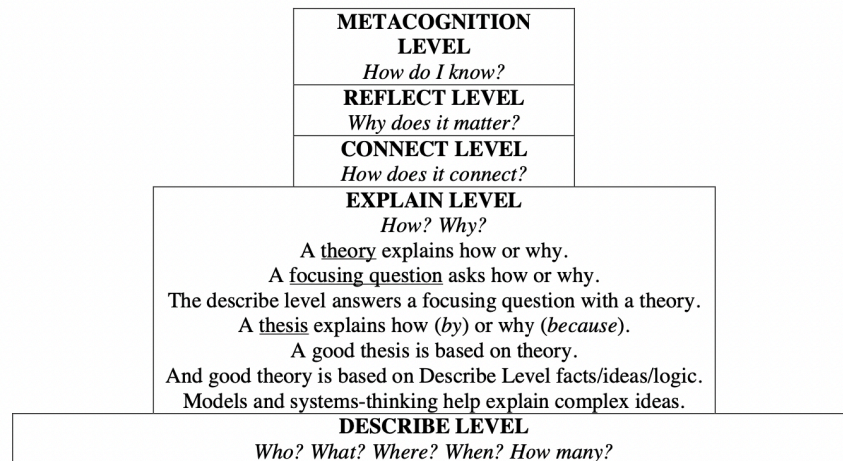 METACOGNITION
LEVEL
How do I know?
REFLECT LEVEL
Why does it matter?
CONNECT LEVEL
How does it connect?
EXPLAIN LEVEL
How? Why?
A theory explains how or why.
A focusing question asks how or why.
The describe level answers a focusing question with a theory.
A thesis explains how (by) or why (because).
A good thesis is based on theory.
And good theory is based on Describe Level facts/ideas/logic.
Models and systems-thinking help explain complex ideas.
DESCRIBE LEVEL
Who? What? Where? When? How many?